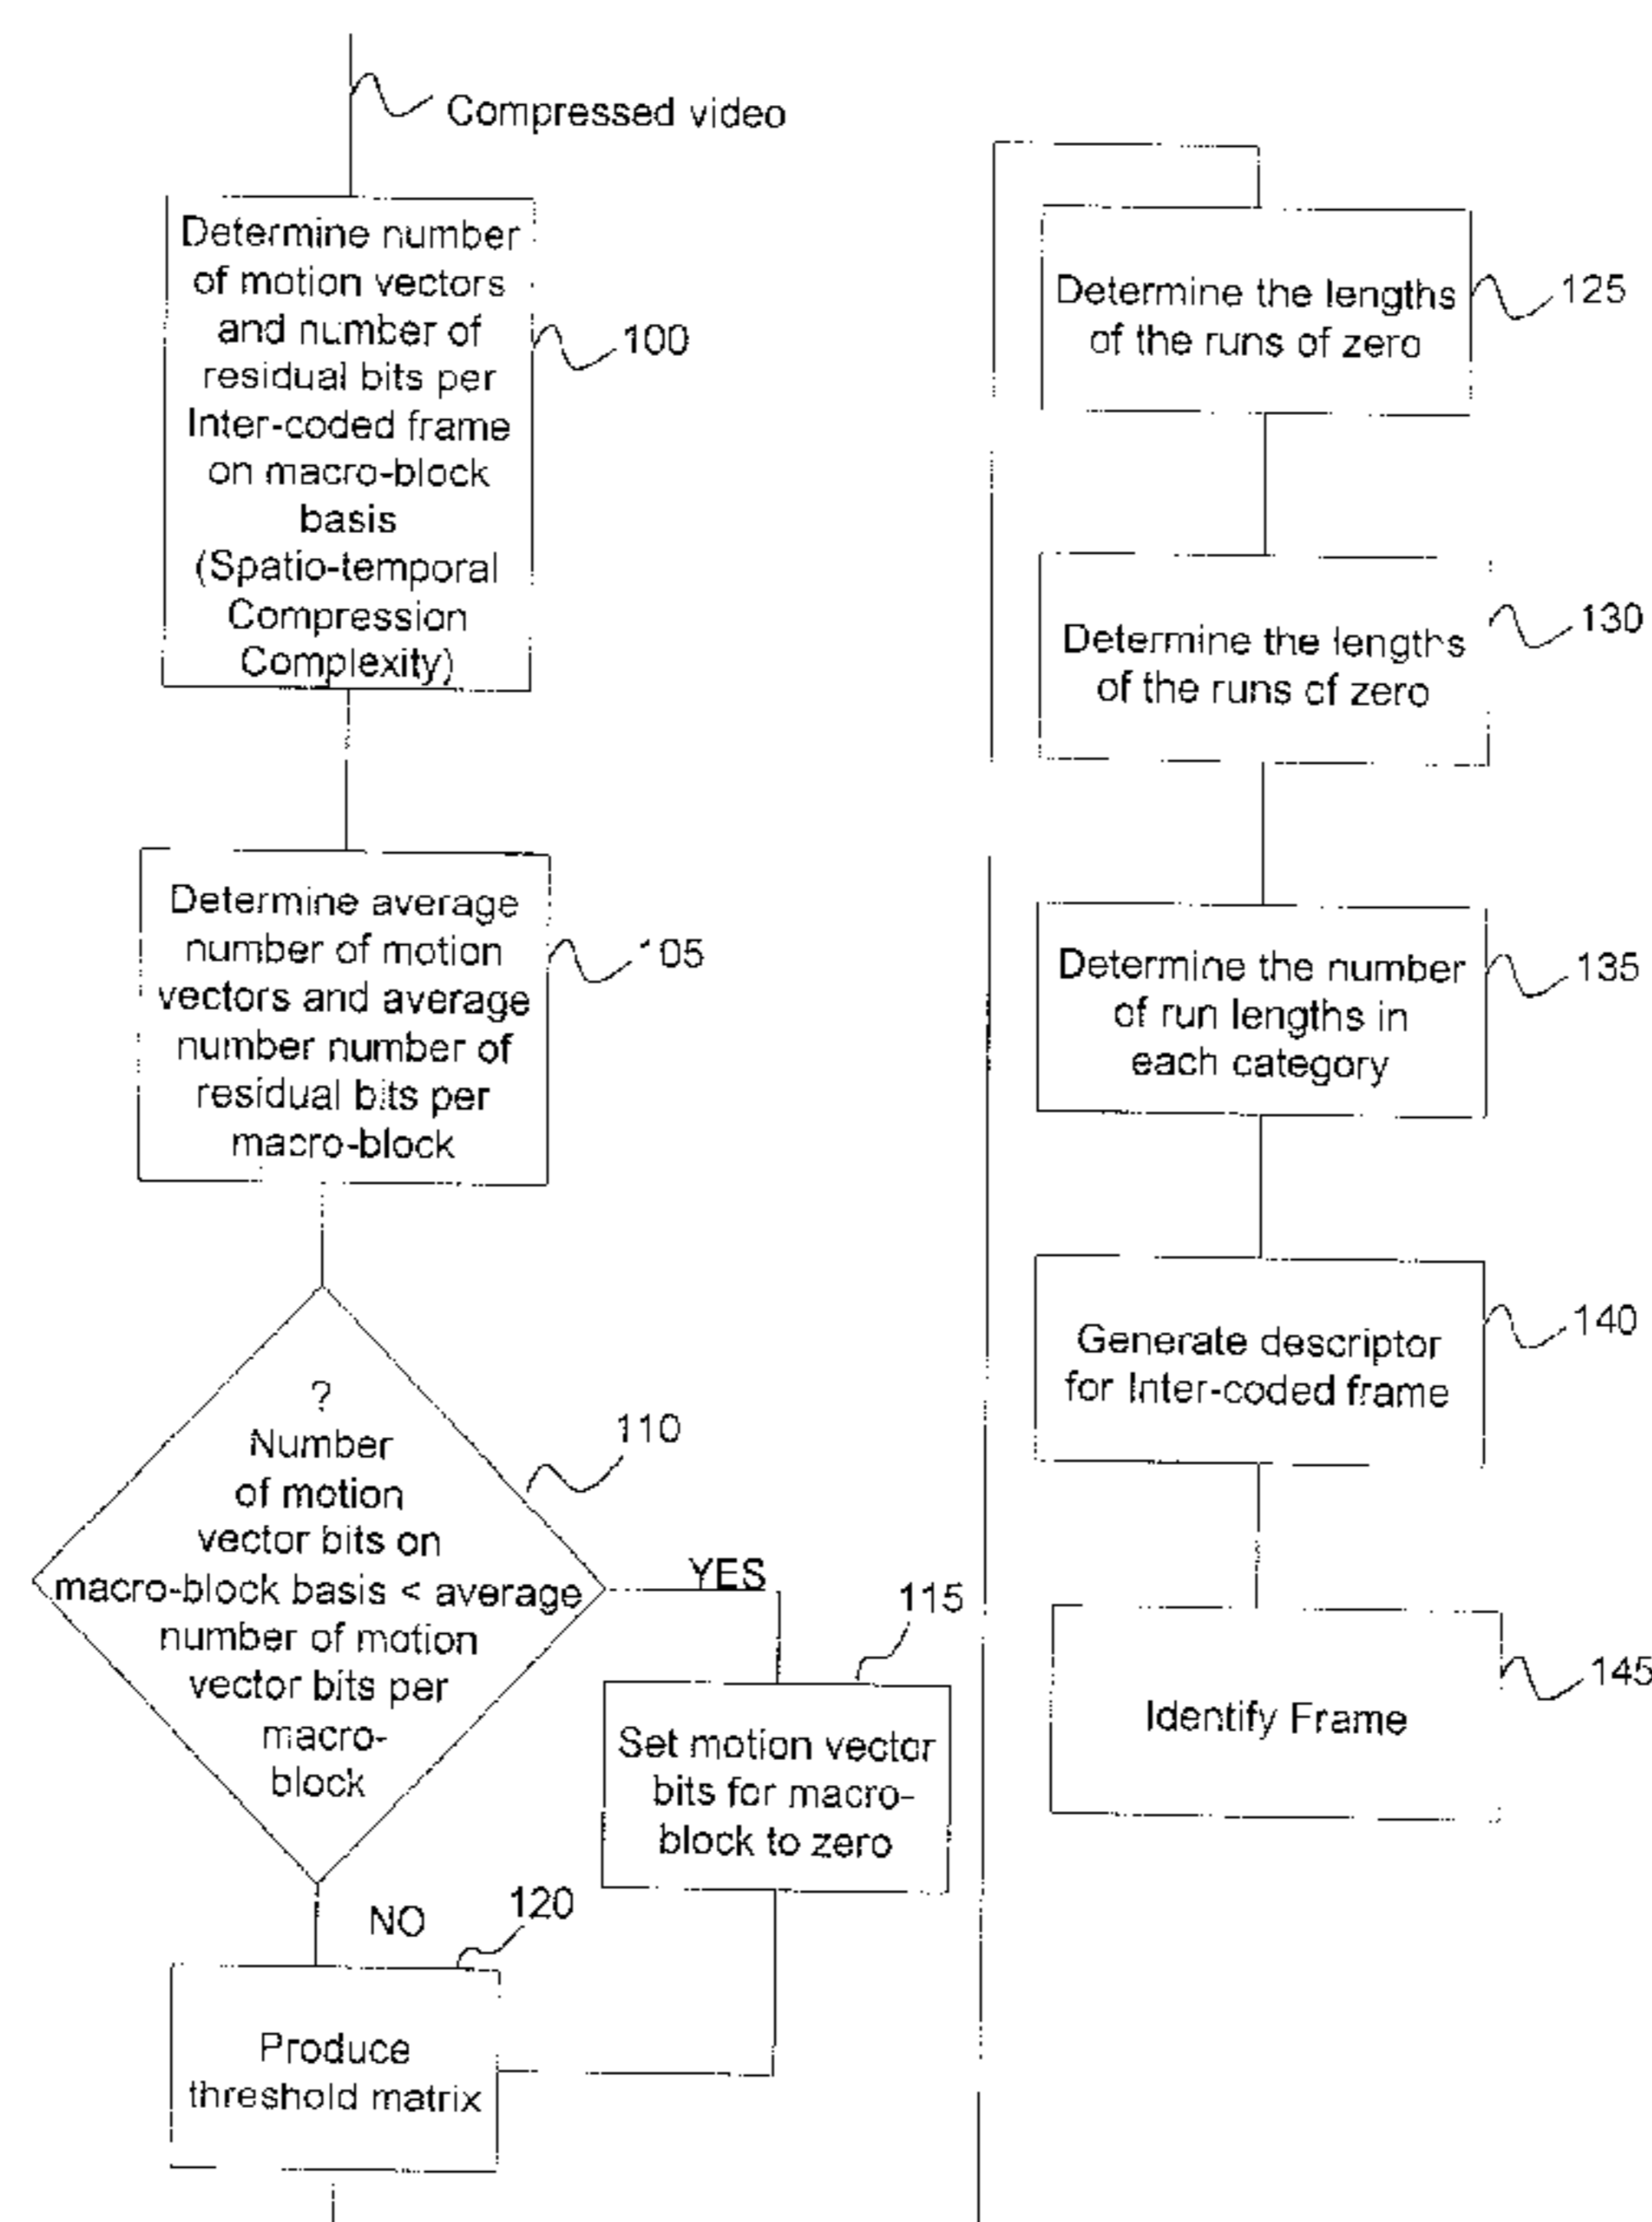 Compressed video
Determine number
of motion vectors
and number of
residual bits per
Inter-coded frame
on macro-block
basis
(Spatio-temporal
Compression
Complexity)
100
Determine average
number of motion
vectors and average
number number of
residual bits per
macro-block
105
?
Number
of motion
vector bits on
macro-block basis < average
number of motion
vector bits per
macro-
block
110
YES
115
Set motion vector
bits for macro-
block to zero
NO
120
Produce
threshold matrix
Determine the lengths
of the runs of zero
125
Determine the lengths
of the runs of zero
130
Determine the number
of run lengths in
each category
135
Generate descriptor
for Inter-coded frame
140
Identify Frame
145